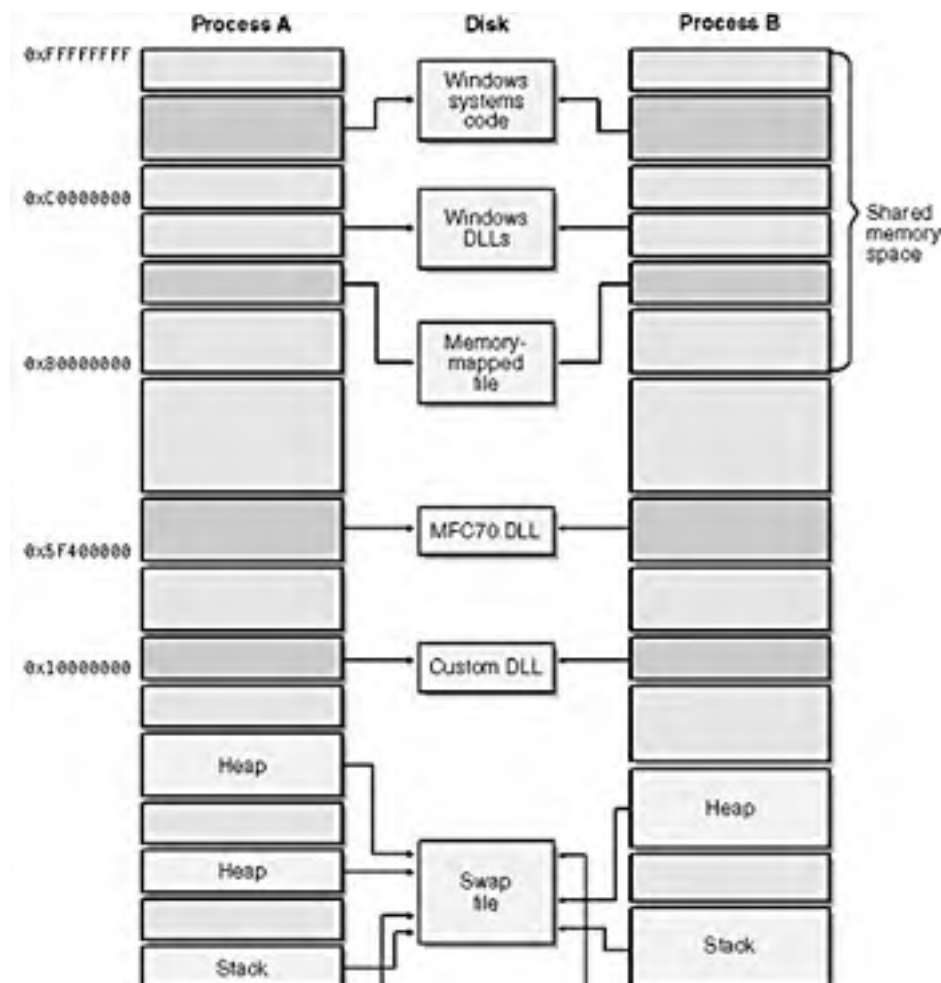 Process A
Disk
Process B
0xFFFFFFFF
Windows
systems
code
0xC0000000
Windows
DLLs
Shared
memory
space
Memory-
mapped
file
0x80000000
MFC70.DLL
0x5F400000
Custom DLL
0x10000000
Heap
Heap
Heap
Swap
file
Stack
Stack